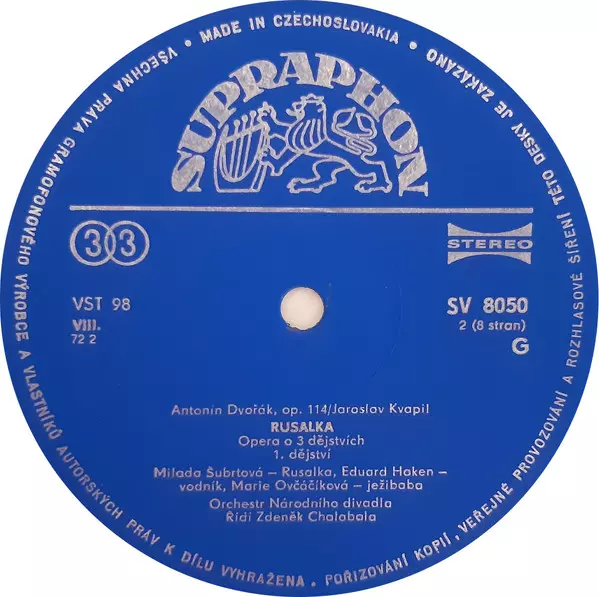 VŠECHNA PRÁVA GRAMOFONOVÉHO VÝROBCE A VLASTNÍKŮ AUTORSKÝCH PRÁV K DÍLU VYHRAŽENA • POŘIZOVÁNÍ KOPIÍ, VEŘEJNÉ PROVOZOVÁNÍ A ROZHLASOVÉ ŠÍŘENÍ TÉTO DESKY JE ZAKÁZÁNO • MADE IN CZECHOSLOVAKIA •
SUPRAPHON
33
STEREO
VST 98
SV 8050
VIII.
2 (8 stran)
72 2
G
Antonín Dvořák, op. 114/Jaroslav Kvapil
RUSALKA
Opera o 3 dějstvích
1. dějství
Milada Šubrtová – Rusalka, Eduard Haken –
vodník, Marie Ovčáčíková – ježibaba
Orchestr Národního divadla
Řídí Zdeněk Chalabala